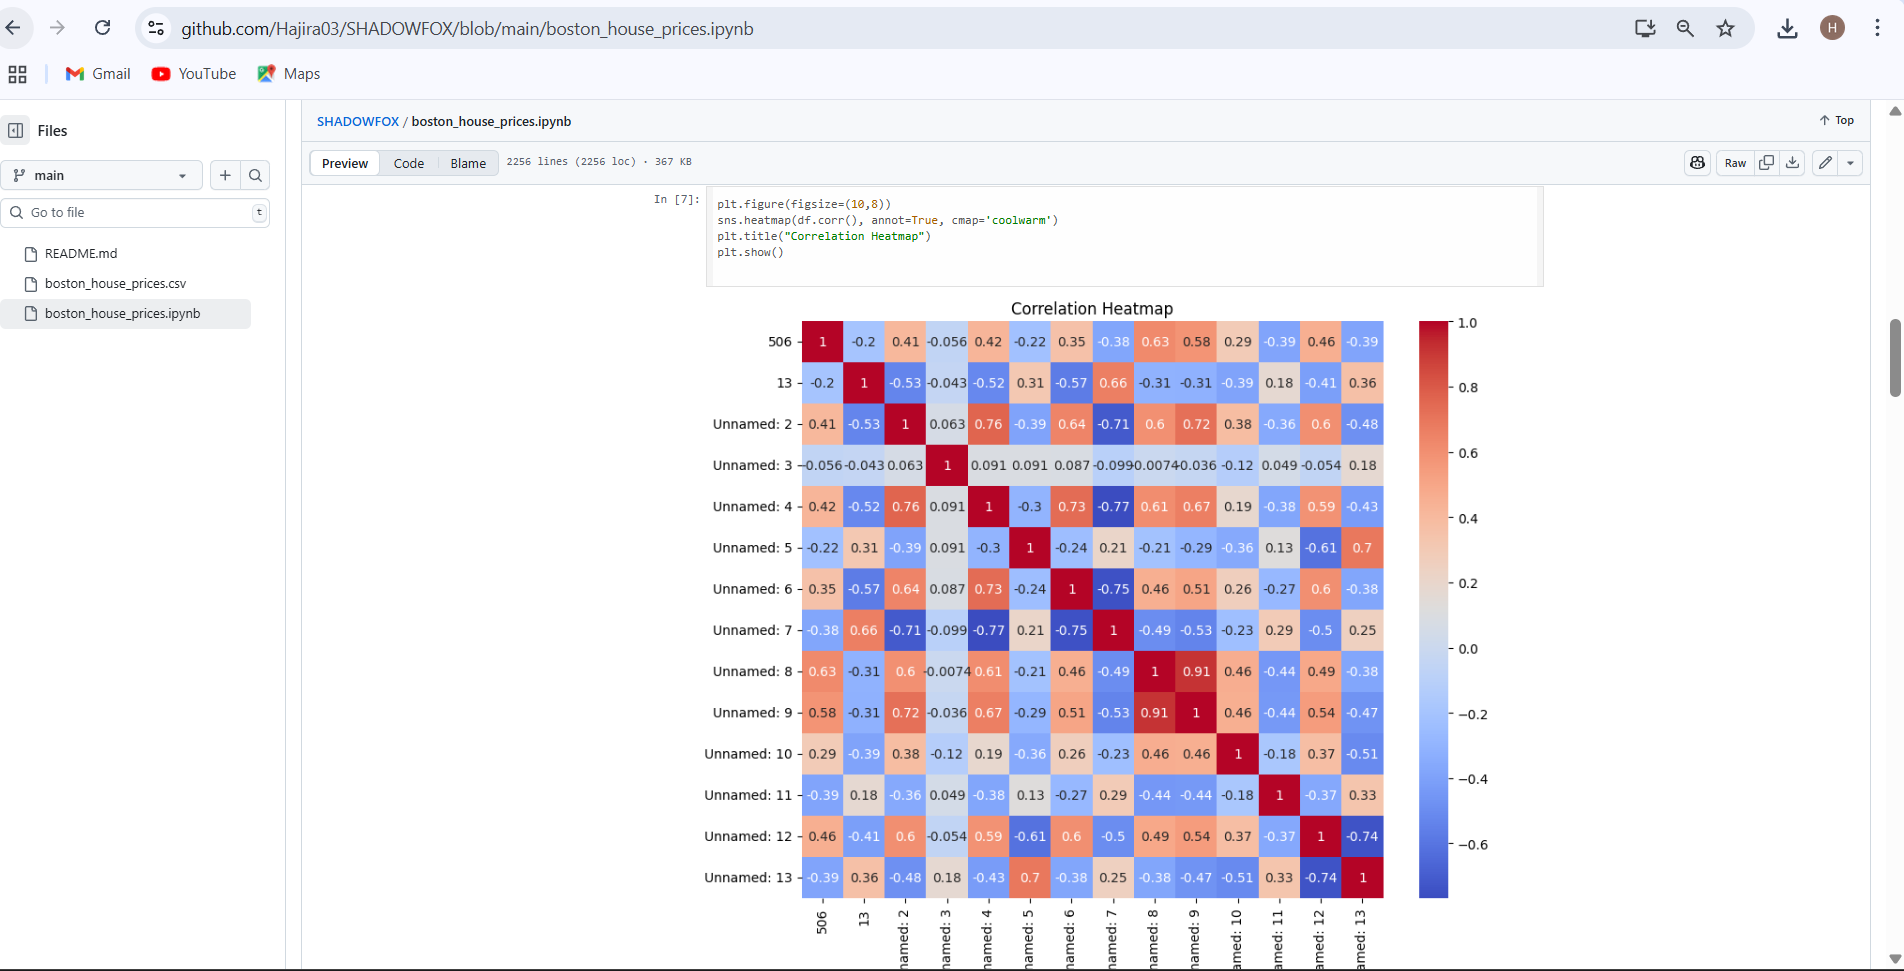 github.com/Hajira03/SHADOWFOX/blob/main/boston_house_prices.ipynb
H
Gmail YouTube Maps
Files
main
Go to file t
README.md
boston_house_prices.csv
boston_house_prices.ipynb
SHADOWFOX / boston_house_prices.ipynb
Top
Preview Code Blame 2256 lines (2256 loc) · 367 KB
Raw
In [7]:
plt.figure(figsize=(10,8))
sns.heatmap(df.corr(), annot=True, cmap='coolwarm')
plt.title("Correlation Heatmap")
plt.show()
Correlation Heatmap
506 1 -0.2 0.41 -0.056 0.42 -0.22 0.35 -0.38 0.63 0.58 0.29 -0.39 0.46 -0.39
13 -0.2 1 -0.53 -0.043 -0.52 0.31 -0.57 0.66 -0.31 -0.31 -0.39 0.18 -0.41 0.36
Unnamed: 2 0.41 -0.53 1 0.063 0.76 -0.39 0.64 -0.71 0.6 0.72 0.38 -0.36 0.6 -0.48
Unnamed: 3 -0.056 -0.043 0.063 1 0.091 0.091 0.087 -0.099 -0.0074 -0.036 -0.12 0.049 -0.054 0.18
Unnamed: 4 0.42 -0.52 0.76 0.091 1 -0.3 0.73 -0.77 0.61 0.67 0.19 -0.38 0.59 -0.43
Unnamed: 5 -0.22 0.31 -0.39 0.091 -0.3 1 -0.24 0.21 -0.21 -0.29 -0.36 0.13 -0.61 0.7
Unnamed: 6 0.35 -0.57 0.64 0.087 0.73 -0.24 1 -0.75 0.46 0.51 0.26 -0.27 0.6 -0.38
Unnamed: 7 -0.38 0.66 -0.71 -0.099 -0.77 0.21 -0.75 1 -0.49 -0.53 -0.23 0.29 -0.5 0.25
Unnamed: 8 0.63 -0.31 0.6 -0.0074 0.61 -0.21 0.46 -0.49 1 0.91 0.46 -0.44 0.49 -0.38
Unnamed: 9 0.58 -0.31 0.72 -0.036 0.67 -0.29 0.51 -0.53 0.91 1 0.46 -0.44 0.54 -0.47
Unnamed: 10 0.29 -0.39 0.38 -0.12 0.19 -0.36 0.26 -0.23 0.46 0.46 1 -0.18 0.37 -0.51
Unnamed: 11 -0.39 0.18 -0.36 0.049 -0.38 0.13 -0.27 0.29 -0.44 -0.44 -0.18 1 -0.37 0.33
Unnamed: 12 0.46 -0.41 0.6 -0.054 0.59 -0.61 0.6 -0.5 0.49 0.54 0.37 -0.37 1 -0.74
Unnamed: 13 -0.39 0.36 -0.48 0.18 -0.43 0.7 -0.38 0.25 -0.38 -0.47 -0.51 0.33 -0.74 1
506
13
named: 2
named: 3
named: 4
named: 5
named: 6
named: 7
named: 8
named: 9
amed: 10
amed: 11
amed: 12
amed: 13
1.0
0.8
0.6
0.4
0.2
0.0
−0.2
−0.4
−0.6